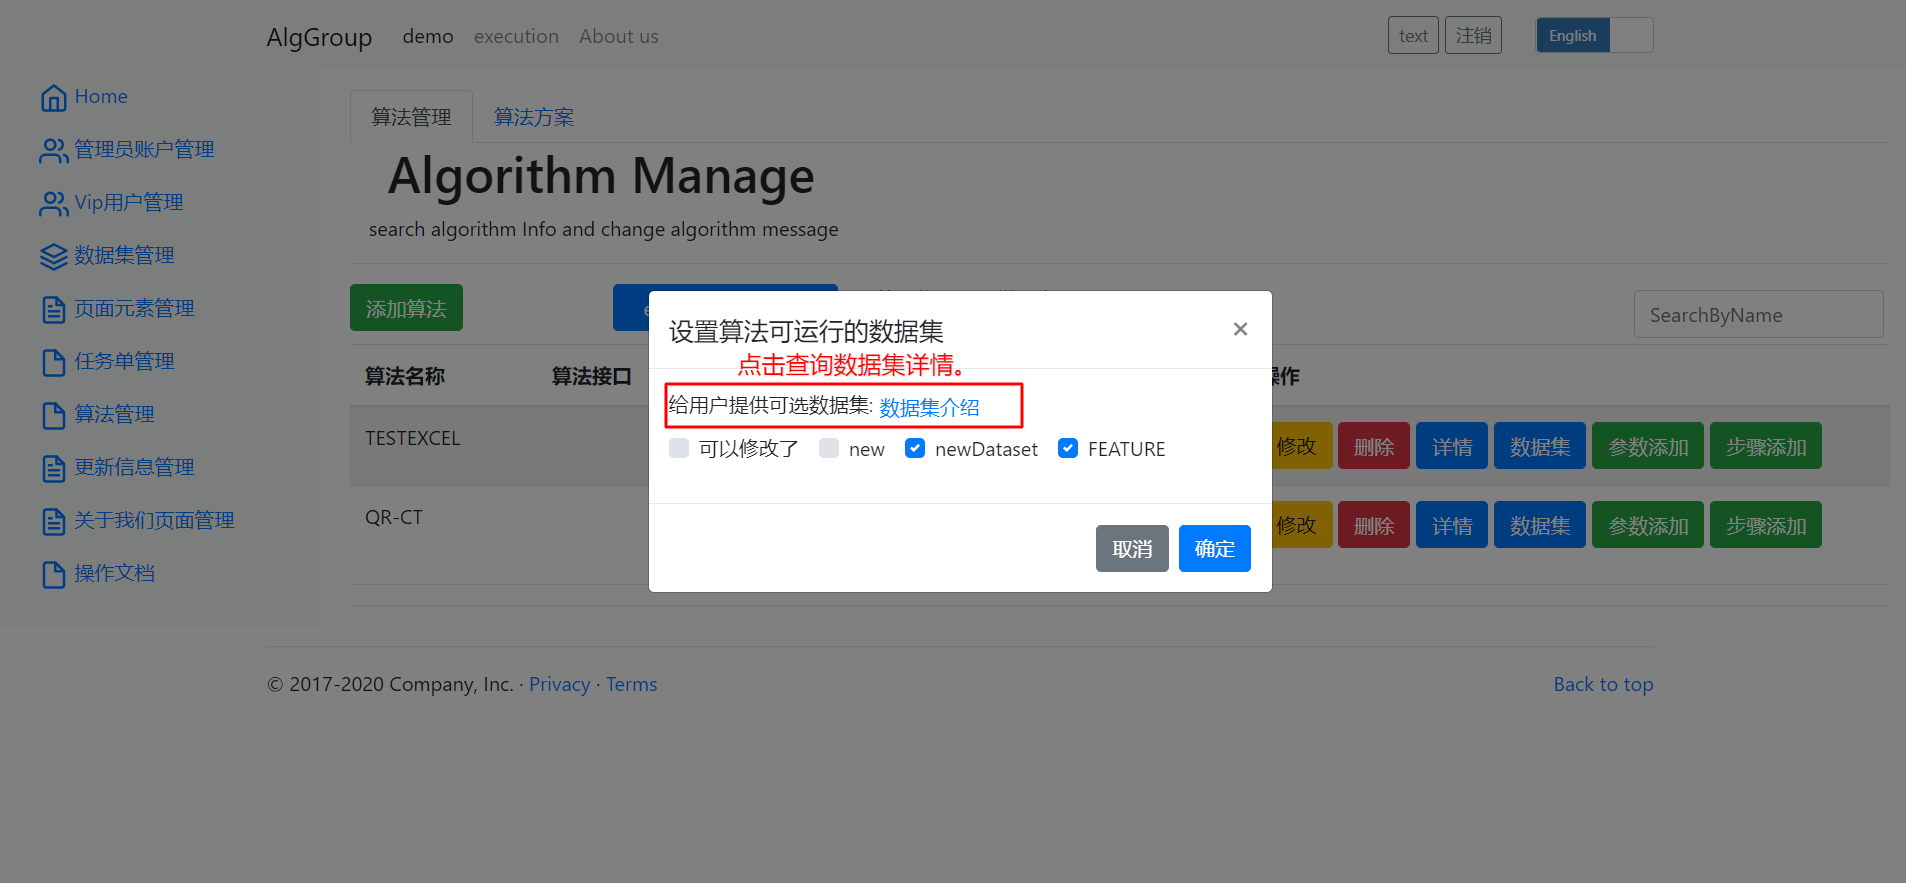 AlgGroup demo execution About us text 注销 English
Home
管理员账户管理
Vip用户管理
数据集管理
页面元素管理
任务单管理
算法管理
更新信息管理
关于我们页面管理
操作文档
算法管理 算法方案
Algorithm Manage
search algorithm Info and change algorithm message
添加算法
SearchByName
算法名称 算法接口 操作
TESTEXCEL 修改 删除 详情 数据集 参数添加 步骤添加
QR-CT 修改 删除 详情 数据集 参数添加 步骤添加
设置算法可运行的数据集 ×
点击查询数据集详情。
给用户提供可选数据集: 数据集介绍
可以修改了 new newDataset FEATURE
取消 确定
© 2017-2020 Company, Inc. · Privacy · Terms Back to top